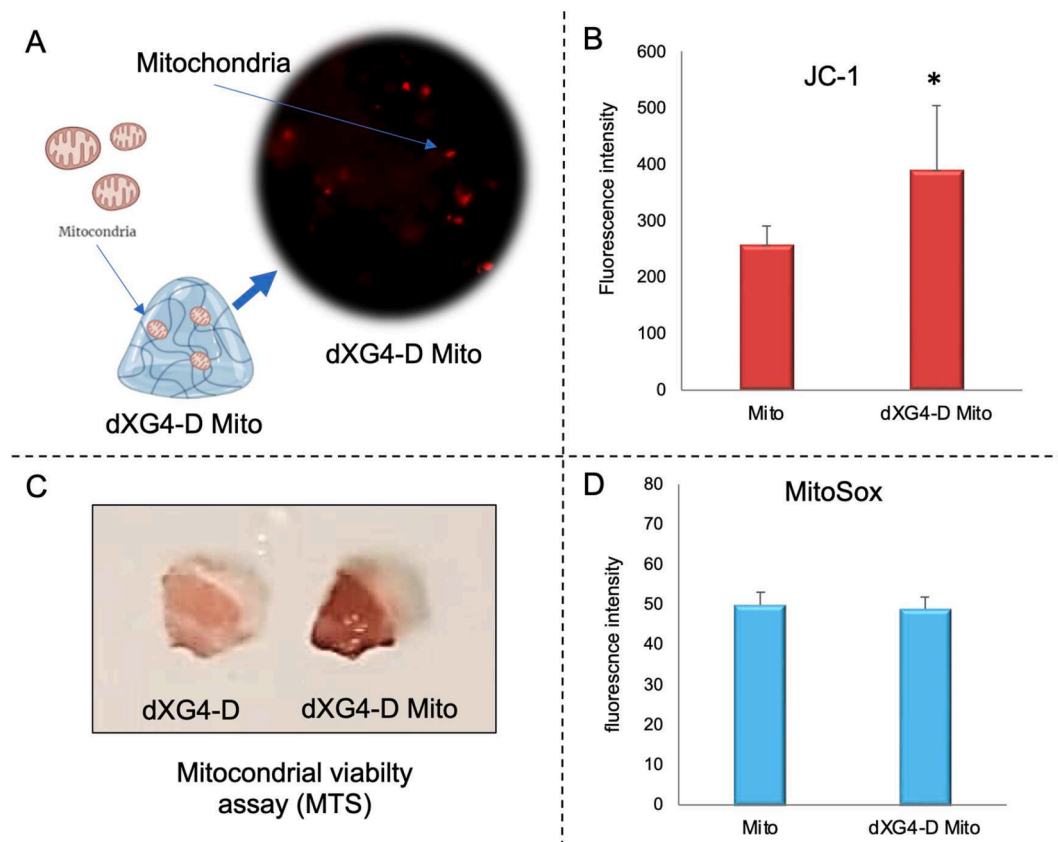 A
Mitochondria
Mitocondria
dXG4-D Mito
dXG4-D Mito
B
JC-1
*
Fluorescence intensity
600
500
400
300
200
100
0
Mito
dXG4-D Mito
C
dXG4-D
dXG4-D Mito
Mitocondrial viabilty
assay (MTS)
D
MitoSox
fluorescnce intensity
80
70
60
50
40
30
20
10
0
Mito
dXG4-D Mito